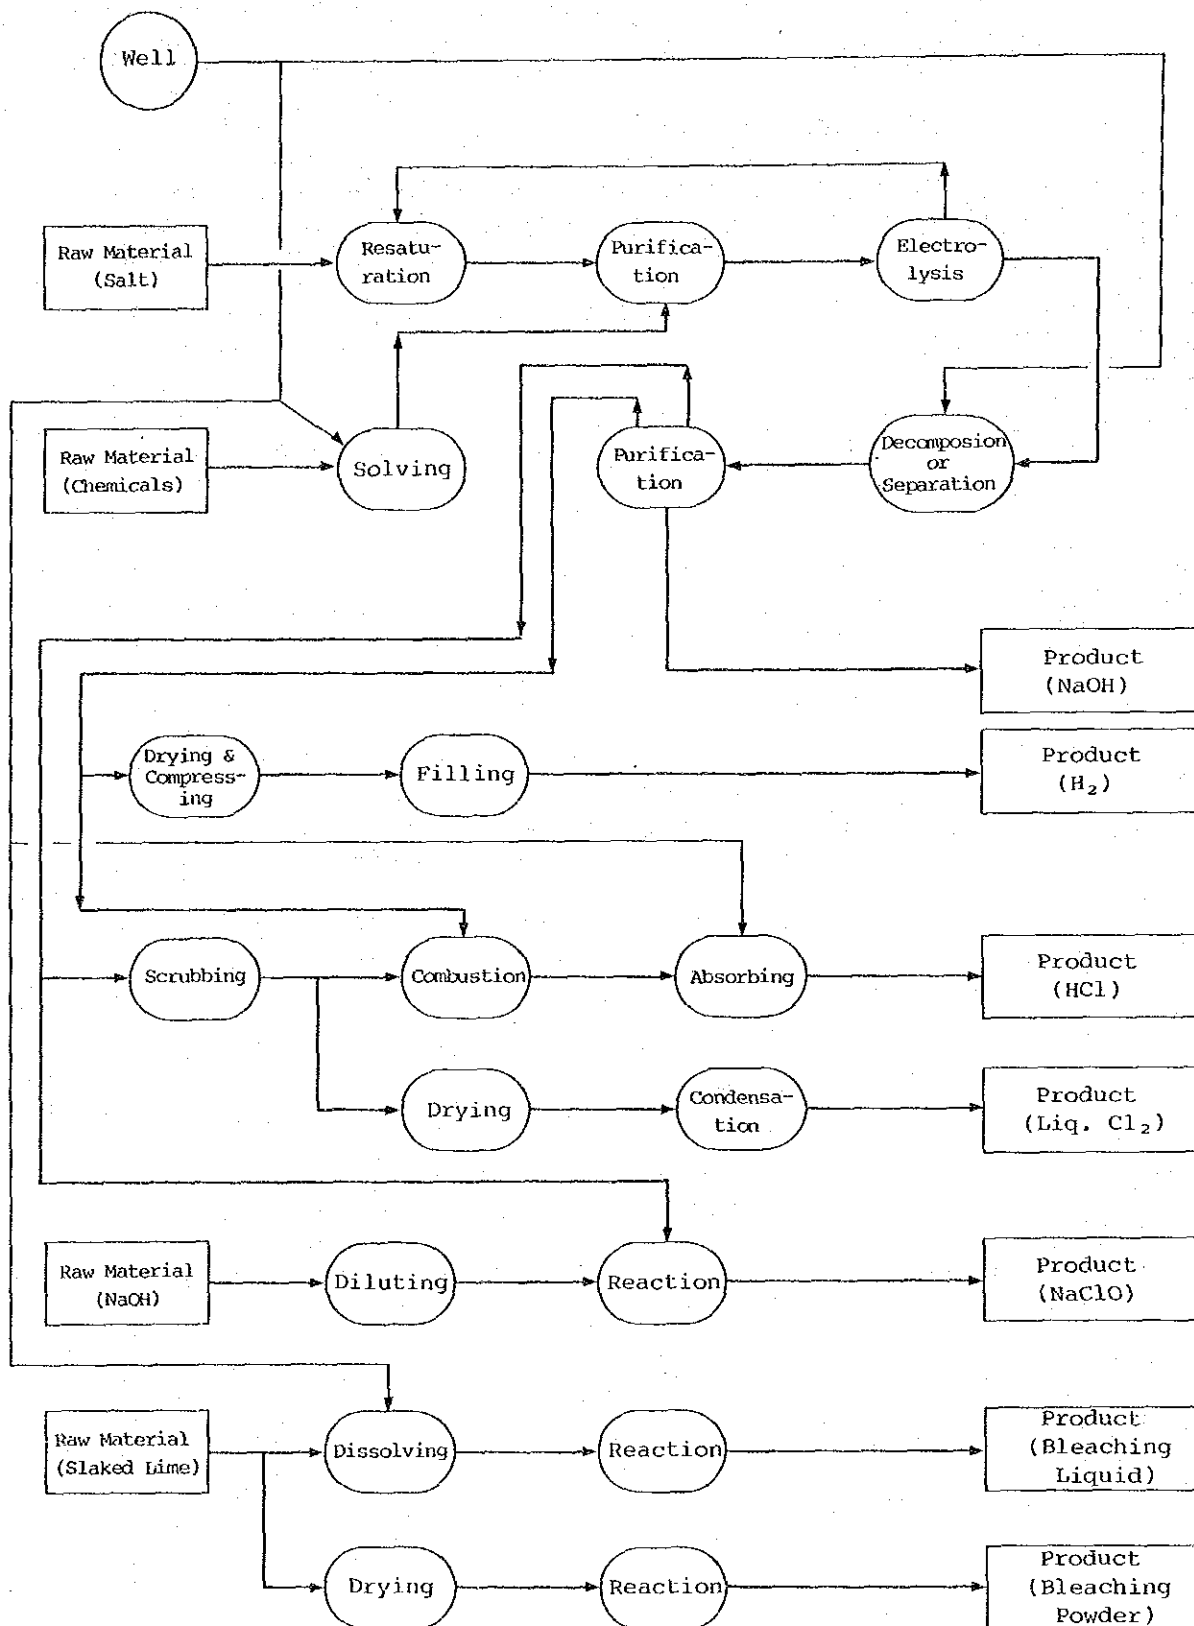 Well
Raw Material
(Salt)
Resatu-
ration
Purifica-
tion
Electro-
lysis
Raw Material
(Chemicals)
Solving
Purifica-
tion
Decomposion
or
Separation
Product
(NaOH)
Drying &
Compress-
ing
Filling
Product
(H₂)
Scrubbing
Combustion
Absorbing
Product
(HCl)
Drying
Condensa-
tion
Product
(Liq. Cl₂)
Raw Material
(NaOH)
Diluting
Reaction
Product
(NaClO)
Raw Material
(Slaked Lime)
Dissolving
Reaction
Product
(Bleaching
Liquid)
Drying
Reaction
Product
(Bleaching
Powder)